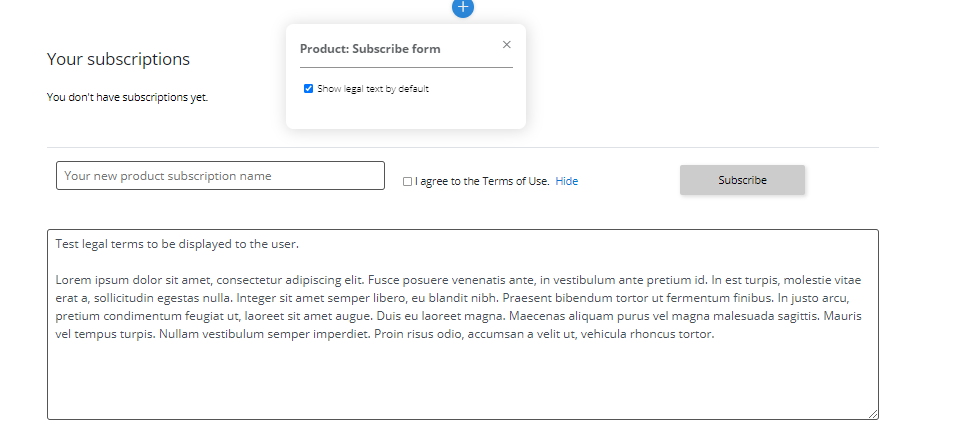 Your subscriptions
You don't have subscriptions yet.
Product: Subscribe form
Show legal text by default
Your new product subscription name
I agree to the Terms of Use. Hide
Subscribe
Test legal terms to be displayed to the user.
Lorem ipsum dolor sit amet, consectetur adipiscing elit. Fusce posuere venenatis ante, in vestibulum ante pretium id. In est turpis, molestie vitae
erat a, sollicitudin egestas nulla. Integer sit amet semper libero, eu blandit nibh. Praesent bibendum tortor ut fermentum finibus. In justo arcu,
pretium condimentum feugiat ut, laoreet sit amet augue. Duis eu laoreet magna. Maecenas aliquam purus vel magna malesuada sagittis. Mauris
vel tempus turpis. Nullam vestibulum semper imperdiet. Proin risus odio, accumsan a velit ut, vehicula rhoncus tortor.